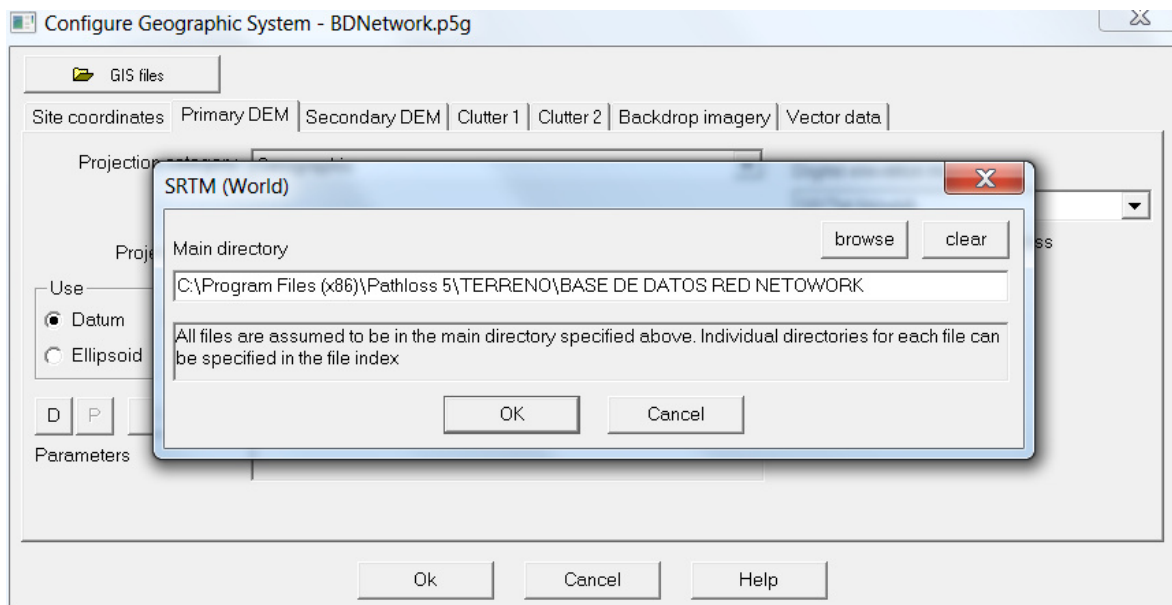 Configure Geographic System - BDNetwork.p5g
GIS files
Site coordinates Primary DEM Secondary DEM Clutter 1 Clutter 2 Backdrop imagery Vector data
Projection
SRTM (World)
Main directory browse clear
C:\Program Files (x86)\Pathloss 5\TERRENO\BASE DE DATOS RED NETOWORK
All files are assumed to be in the main directory specified above. Individual directories for each file can
be specified in the file index
OK Cancel
Proje
ss
Use
Datum
Ellipsoid
D P
Parameters
Ok Cancel Help